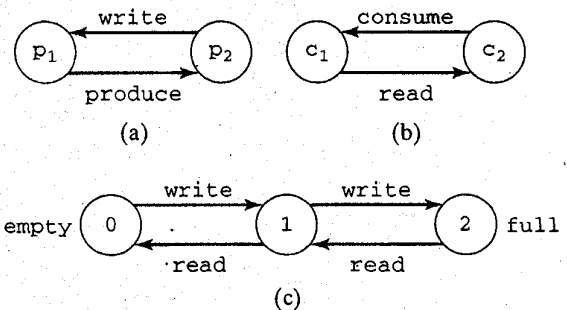 write
consume
p1
p2
c1
c2
produce
read
(a)
(b)
write
write
empty
0
1
2
full
read
read
(c)